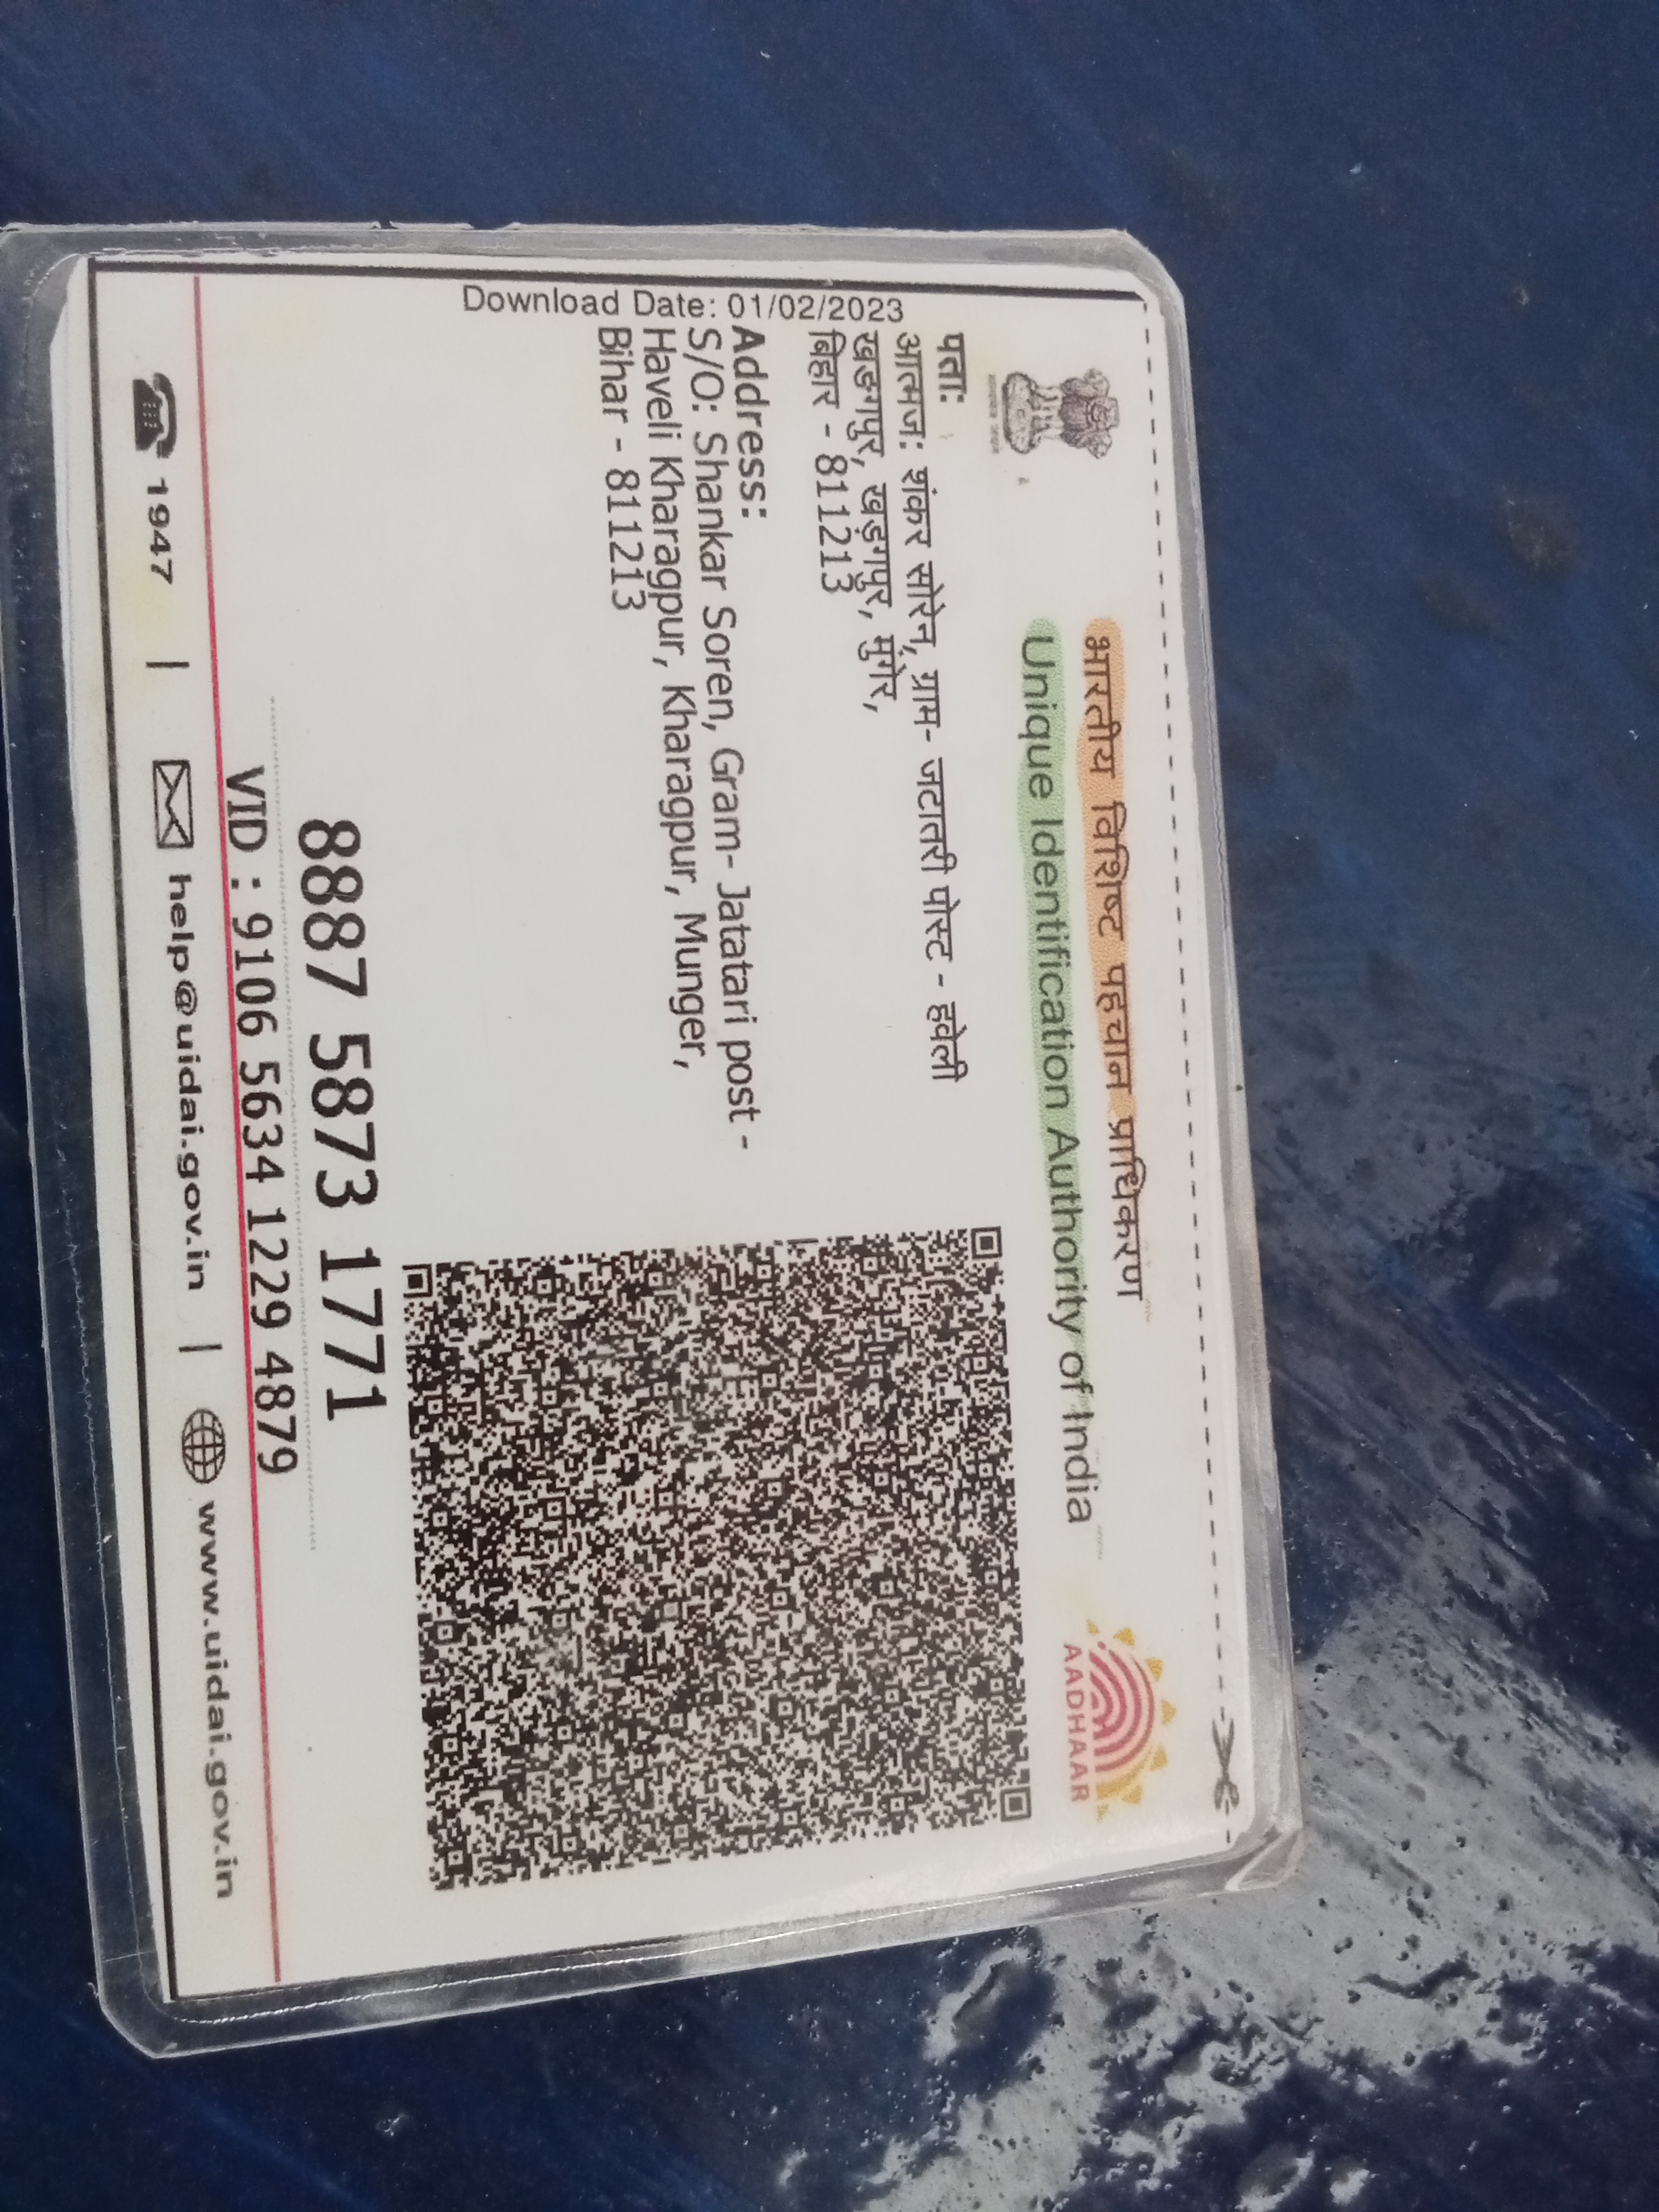 भारतीय विशिष्ट पहचान प्राधिकरण
Unique Identification Authority of India
AADHAAR
Download Date: 01/02/2023
पता:
आत्मज: शंकर सोरेन, ग्राम- जटातरी पोस्ट - हवेली
खड़गपुर, खड़गपुर, मुंगेर,
बिहार - 811213
Address:
S/O: Shankar Soren, Gram- Jatatari post -
Haveli Kharagpur, Kharagpur, Munger,
Bihar - 811213
8887 5873 1771
VID : 9106 5634 1229 4879
1947 | help@uidai.gov.in | www.uidai.gov.in